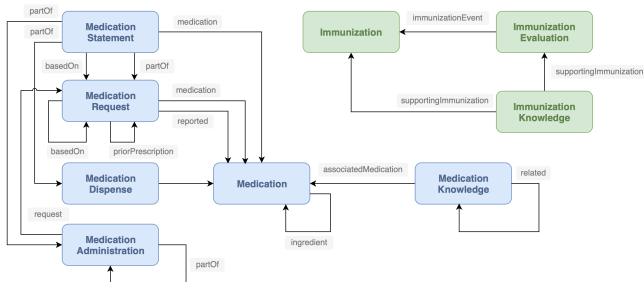 partOf
partOf
Medication
Statement
medication
basedOn
partOf
Medication
Request
medication
reported
basedOn
priorPrescription
Medication
Dispense
Medication
associatedMedication
Medication
Knowledge
related
request
ingredient
Medication
Administration
partOf
Immunization
immunizationEvent
Immunization
Evaluation
supportingImmunization
supportingImmunization
Immunization
Knowledge